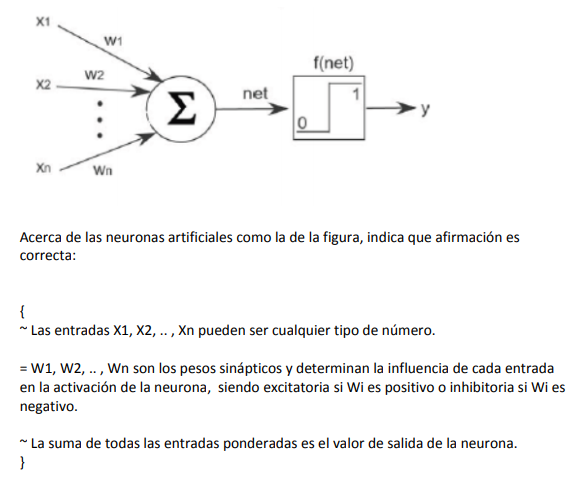 X1
W1
f(net)
W2
X2
net
1
Σ
y
0
Xn
Wn
Acerca de las neuronas artificiales como la de la figura, indica que afirmación es
correcta:
{
~ Las entradas X1, X2, .. , Xn pueden ser cualquier tipo de número.
= W1, W2, .. , Wn son los pesos sinápticos y determinan la influencia de cada entrada
en la activación de la neurona, siendo excitatoria si Wi es positivo o inhibitoria si Wi es
negativo.
~ La suma de todas las entradas ponderadas es el valor de salida de la neurona.
}